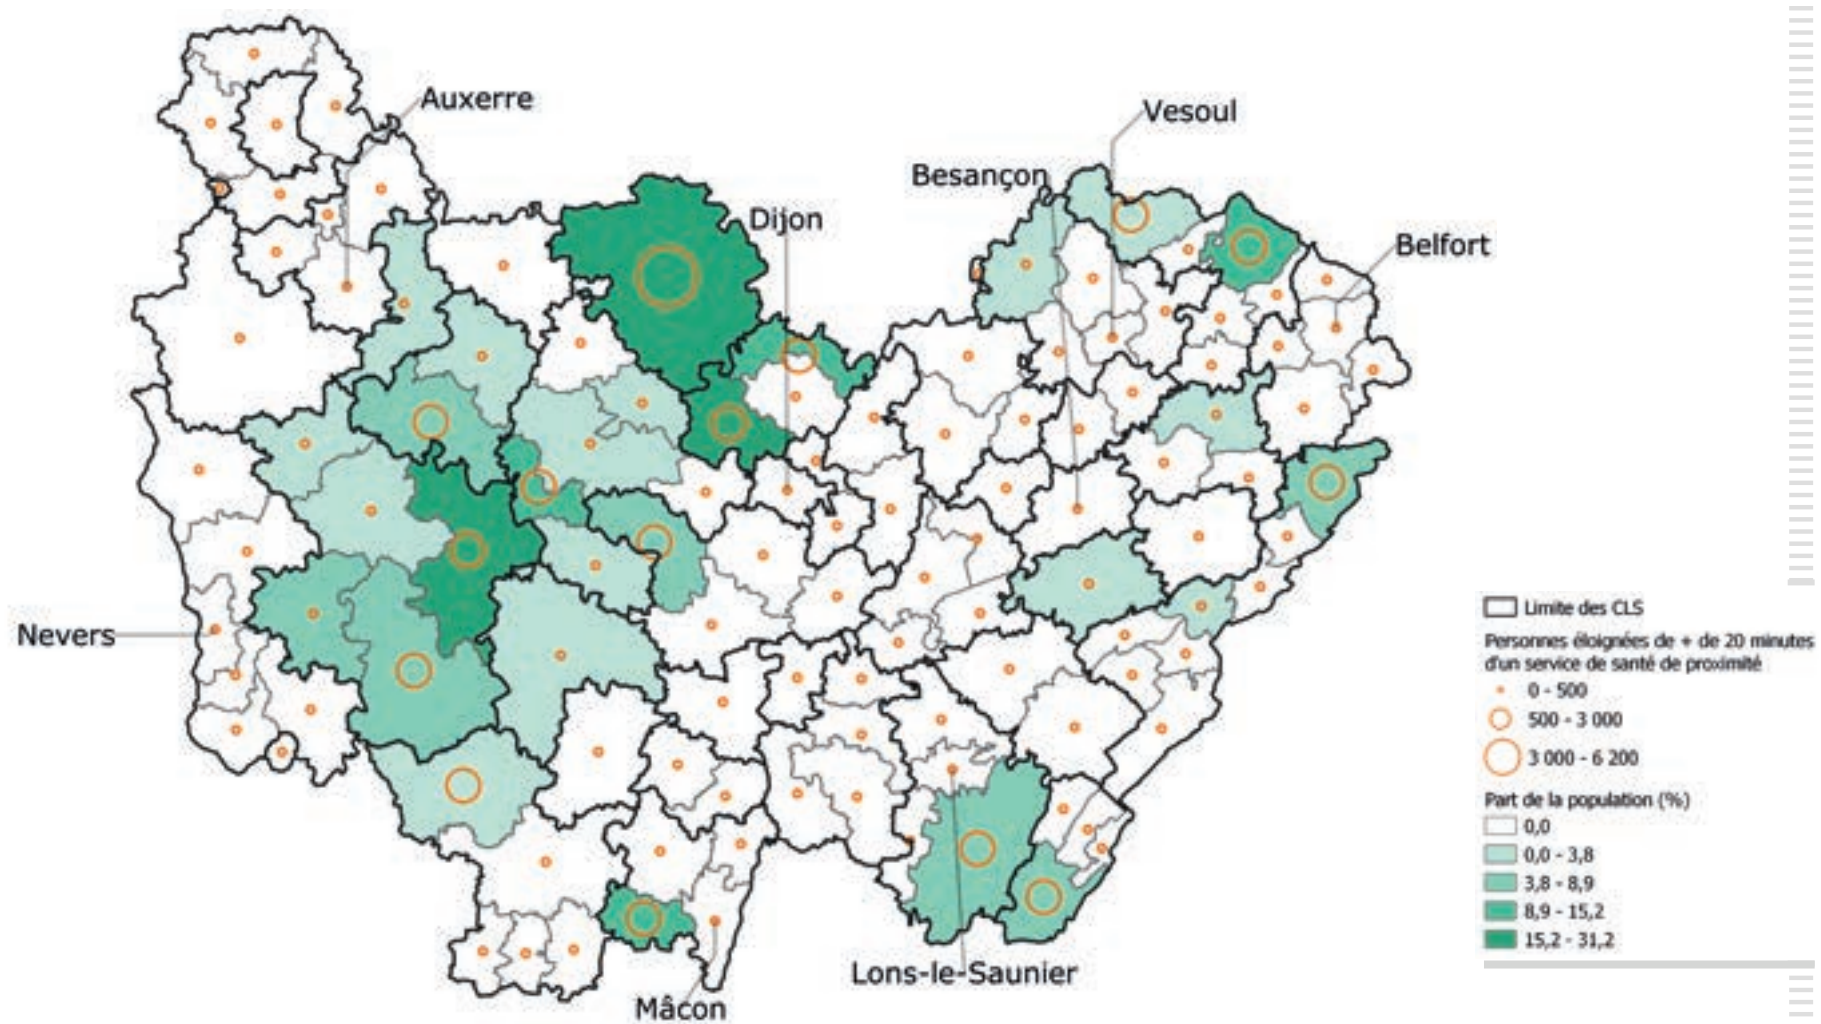 Auxerre
Vesoul
Besançon
Dijon
Belfort
Nevers
Lons-le-Saunier
Mâcon
Limite des CLS
Personnes éloignées de + de 20 minutes
d'un service de santé de proximité
0 - 500
500 - 3 000
3 000 - 6 200
Part de la population (%)
0,0
0,0 - 3,8
3,8 - 8,9
8,9 - 15,2
15,2 - 31,2